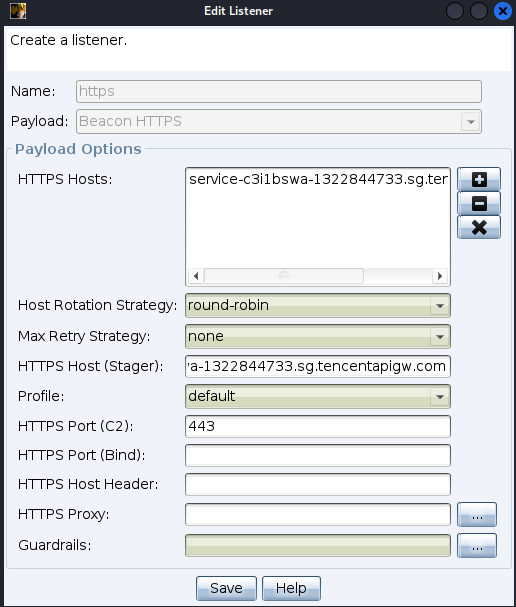 Edit Listener
Create a listener.
Name: https
Payload: Beacon HTTPS
Payload Options
HTTPS Hosts: service-c3i1bswa-1322844733.sg.ten
Host Rotation Strategy: round-robin
Max Retry Strategy: none
HTTPS Host (Stager): a-1322844733.sg.tencentapigw.com
Profile: default
HTTPS Port (C2): 443
HTTPS Port (Bind):
HTTPS Host Header:
HTTPS Proxy: ...
Guardrails: ...
Save Help